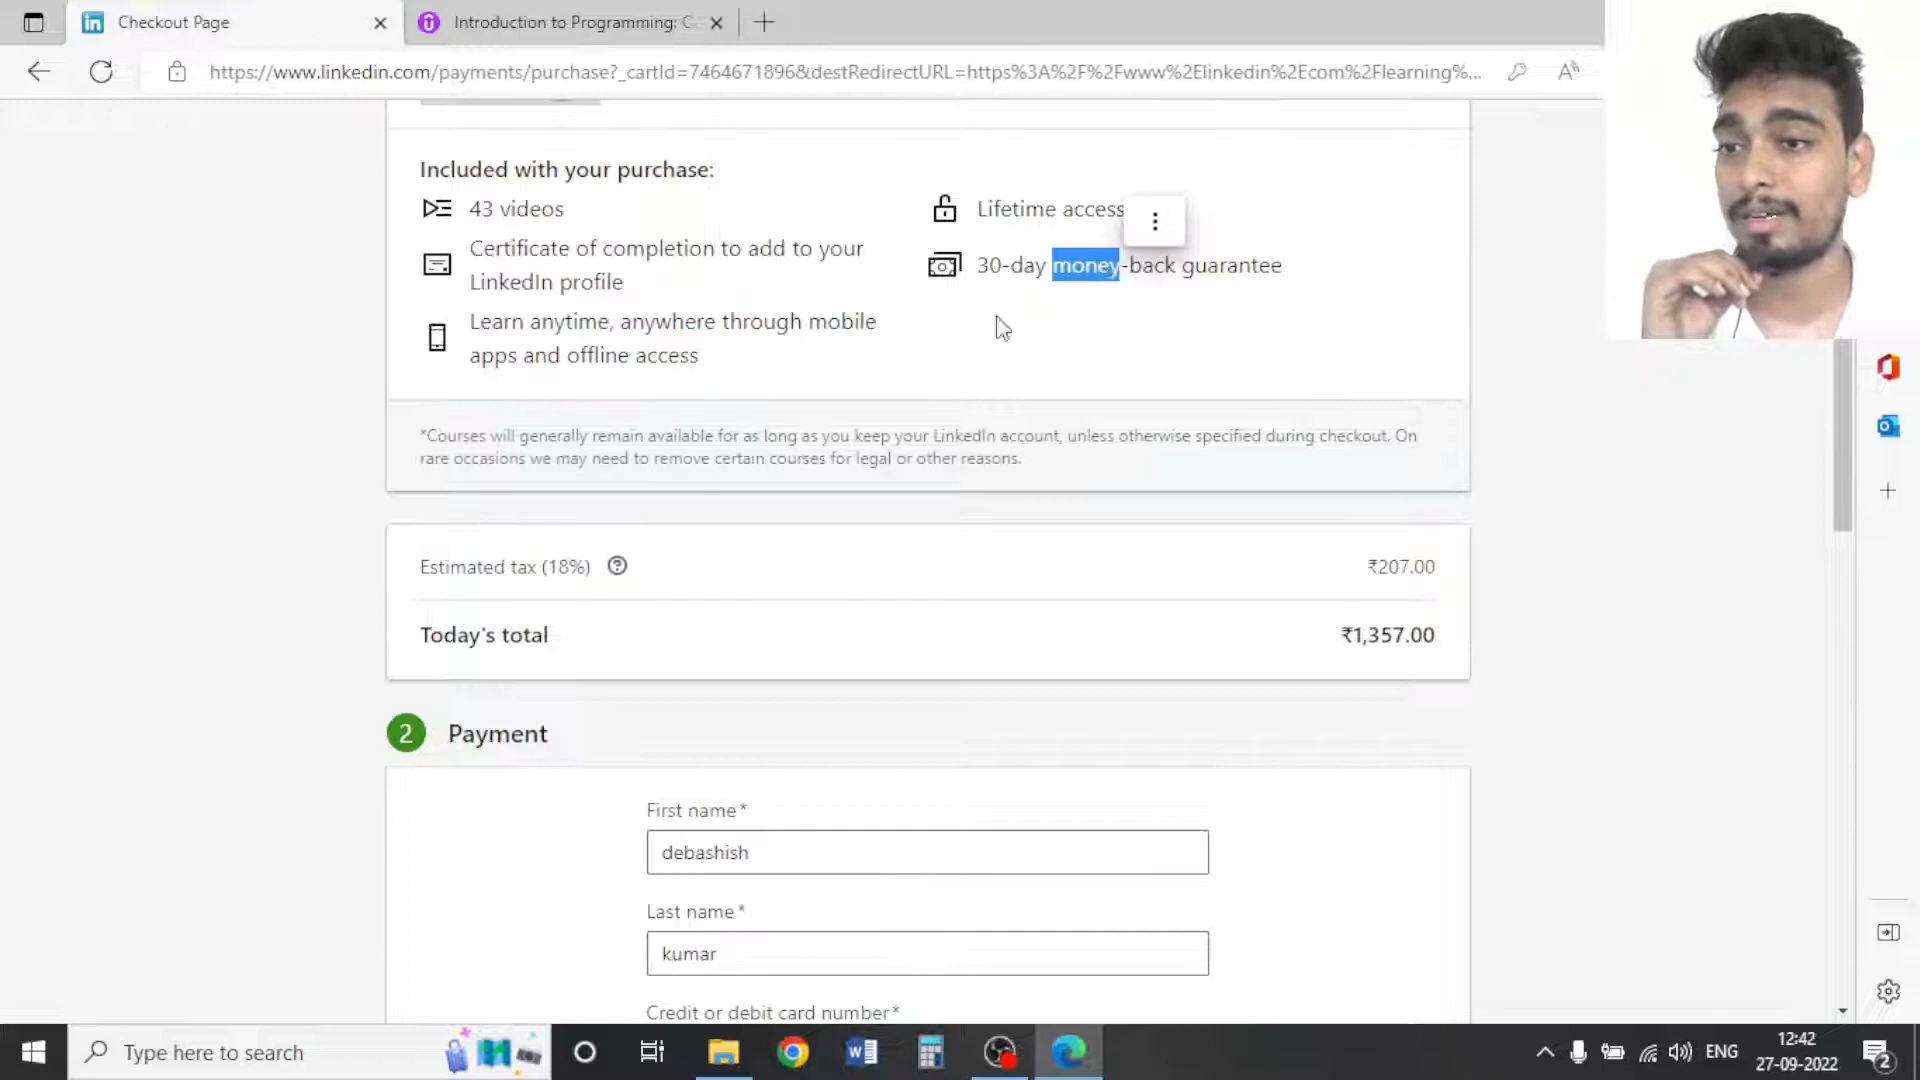 Checkout Page
Introduction to Programming: C
https://www.linkedin.com/payments/purchase?_cartId=7464671896&destRedirectURL=https%3A%2F%2Fwww%2Elinkedin%2Ecom%2Flearning%...
Included with your purchase:
43 videos
Lifetime access
Certificate of completion to add to your
LinkedIn profile
30-day money-back guarantee
Learn anytime, anywhere through mobile
apps and offline access
*Courses will generally remain available for as long as you keep your LinkedIn account, unless otherwise specified during checkout. On
rare occasions we may need to remove certain courses for legal or other reasons.
Estimated tax (18%)
₹207.00
Today's total
₹1,357.00
2 Payment
First name*
debashish
Last name*
kumar
Credit or debit card number*
Type here to search
ENG
12:42
27-09-2022
2